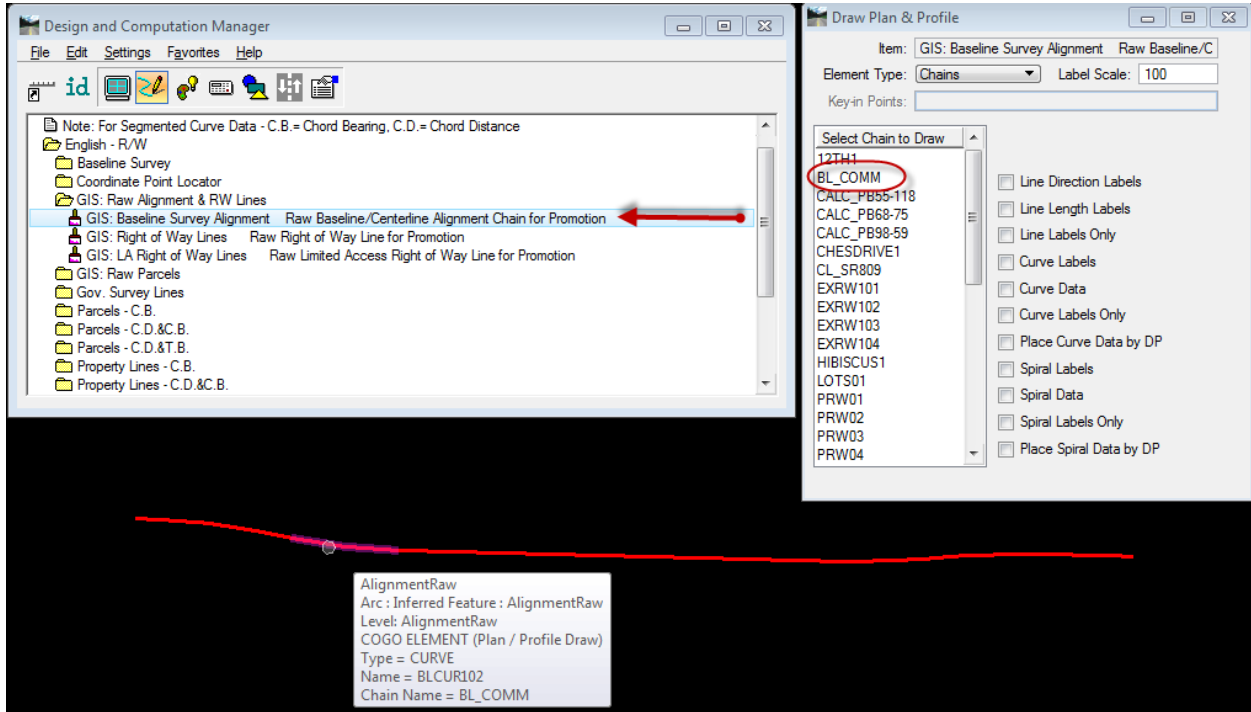 Design and Computation Manager
File Edit Settings Favorites Help
id
Note: For Segmented Curve Data - C.B.= Chord Bearing, C.D.= Chord Distance
English - R/W
Baseline Survey
Coordinate Point Locator
GIS: Raw Alignment & RW Lines
GIS: Baseline Survey Alignment Raw Baseline/Centerline Alignment Chain for Promotion
GIS: Right of Way Lines Raw Right of Way Line for Promotion
GIS: LA Right of Way Lines Raw Limited Access Right of Way Line for Promotion
GIS: Raw Parcels
Gov. Survey Lines
Parcels - C.B.
Parcels - C.D.&C.B.
Parcels - C.D.&T.B.
Property Lines - C.B.
Property Lines - C.D.&C.B.
Draw Plan & Profile
Item: GIS: Baseline Survey Alignment Raw Baseline/C
Element Type: Chains Label Scale: 100
Key-in Points:
Select Chain to Draw
12TH1
BL_COMM
CALC_PB55-118
CALC_PB68-75
CALC_PB98-59
CHESDRIVE1
CL_SR809
EXRW101
EXRW102
EXRW103
EXRW104
HIBISCUS1
LOTS01
PRW01
PRW02
PRW03
PRW04
Line Direction Labels
Line Length Labels
Line Labels Only
Curve Labels
Curve Data
Curve Labels Only
Place Curve Data by DP
Spiral Labels
Spiral Data
Spiral Labels Only
Place Spiral Data by DP
AlignmentRaw
Arc : Inferred Feature : AlignmentRaw
Level: AlignmentRaw
COGO ELEMENT (Plan / Profile Draw)
Type = CURVE
Name = BLCUR102
Chain Name = BL_COMM